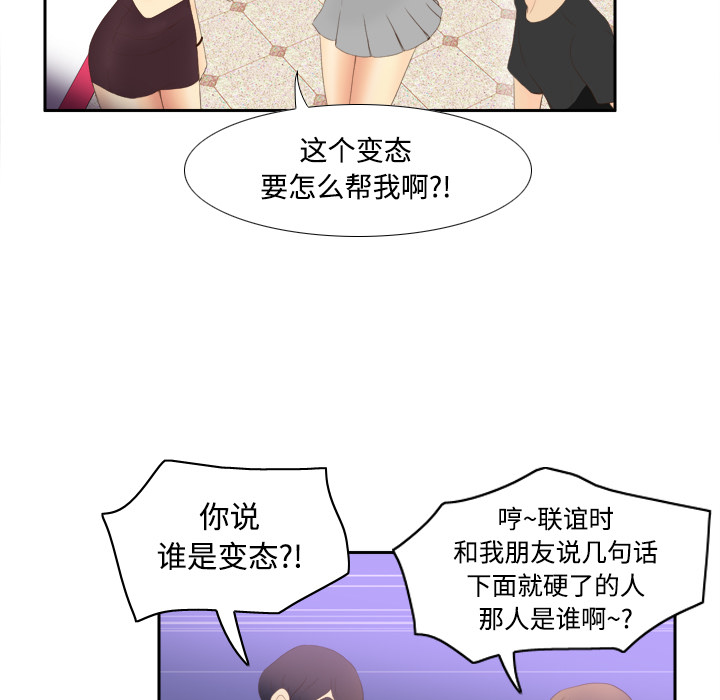 这个变态
要怎么帮我啊?!
你说
谁是变态?!
哼~联谊时
和我朋友说几句话
下面就硬了的人
那人是谁啊~?